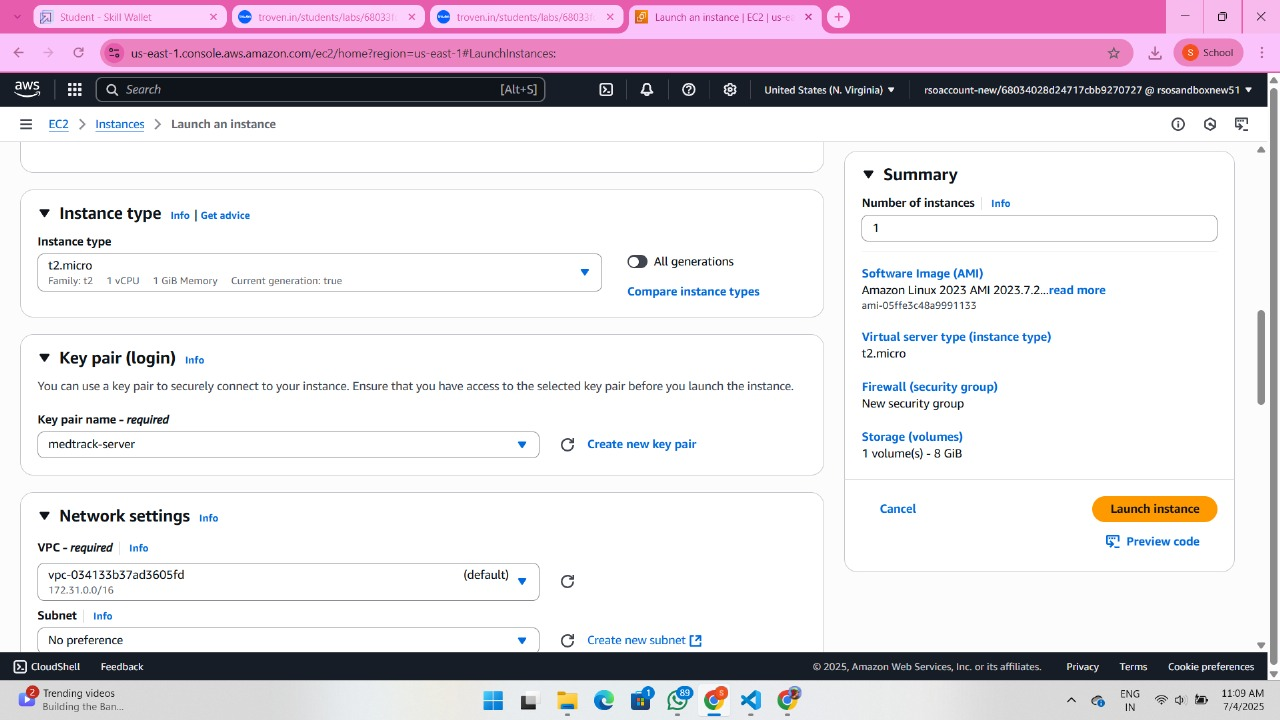 Student - Skill Wallet
troven.in/students/labs/68033f
troven.in/students/labs/68033f
Launch an instance | EC2 | us-ea
us-east-1.console.aws.amazon.com/ec2/home?region=us-east-1#LaunchInstances:
S School
aws
Search
[Alt+S]
United States (N. Virginia)
rsoaccount-new/68034028d24717cbb9270727 @ rsosandboxnew51
EC2
Instances
Launch an instance
Instance type
Info | Get advice
Instance type
t2.micro
Family: t2 1 vCPU 1 GiB Memory Current generation: true
All generations
Compare instance types
Key pair (login) Info
You can use a key pair to securely connect to your instance. Ensure that you have access to the selected key pair before you launch the instance.
Key pair name - required
medtrack-server
Create new key pair
Network settings Info
VPC - required Info
vpc-034133b37ad3605fd (default)
172.31.0.0/16
Subnet Info
No preference
Create new subnet
Summary
Number of instances Info
1
Software Image (AMI)
Amazon Linux 2023 AMI 2023.7.2...read more
ami-05ffe3c48a9991133
Virtual server type (instance type)
t2.micro
Firewall (security group)
New security group
Storage (volumes)
1 volume(s) - 8 GiB
Cancel
Launch instance
Preview code
CloudShell Feedback
© 2025, Amazon Web Services, Inc. or its affiliates. Privacy Terms Cookie preferences
2
Trending videos
Building the Ban...
1
89
S
ENG
IN
11:09 AM
7/4/2025